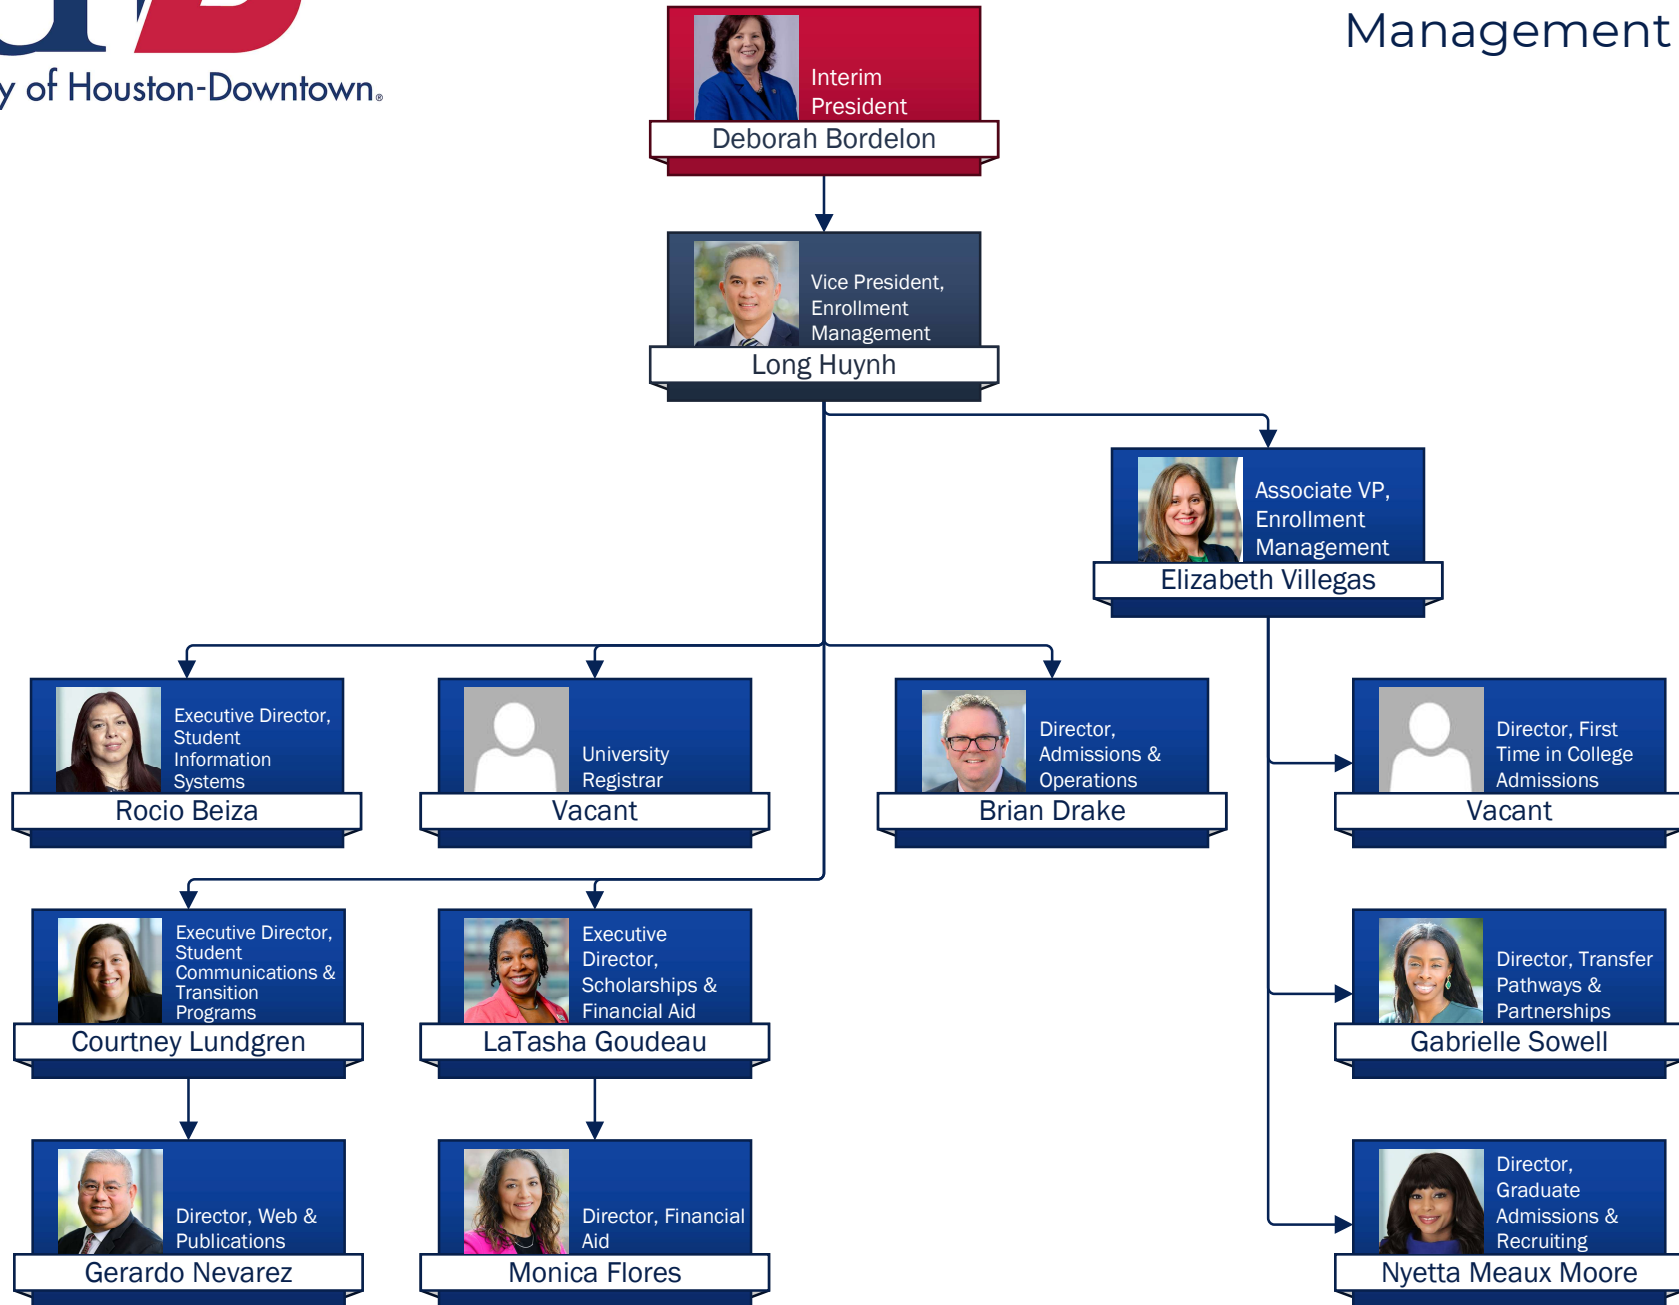 Management
y of Houston-Downtown®
Interim
President
Deborah Bordelon
Vice President,
Enrollment
Management
Long Huynh
Associate VP,
Enrollment
Management
Elizabeth Villegas
Executive Director,
Student
Information
Systems
Rocio Beiza
University
Registrar
Vacant
Director,
Admissions &
Operations
Brian Drake
Director, First
Time in College
Admissions
Vacant
Executive Director,
Student
Communications &
Transition
Programs
Courtney Lundgren
Executive
Director,
Scholarships &
Financial Aid
LaTasha Goudeau
Director, Transfer
Pathways &
Partnerships
Gabrielle Sowell
Director, Web &
Publications
Gerardo Nevarez
Director, Financial
Aid
Monica Flores
Director,
Graduate
Admissions &
Recruiting
Nyetta Meaux Moore